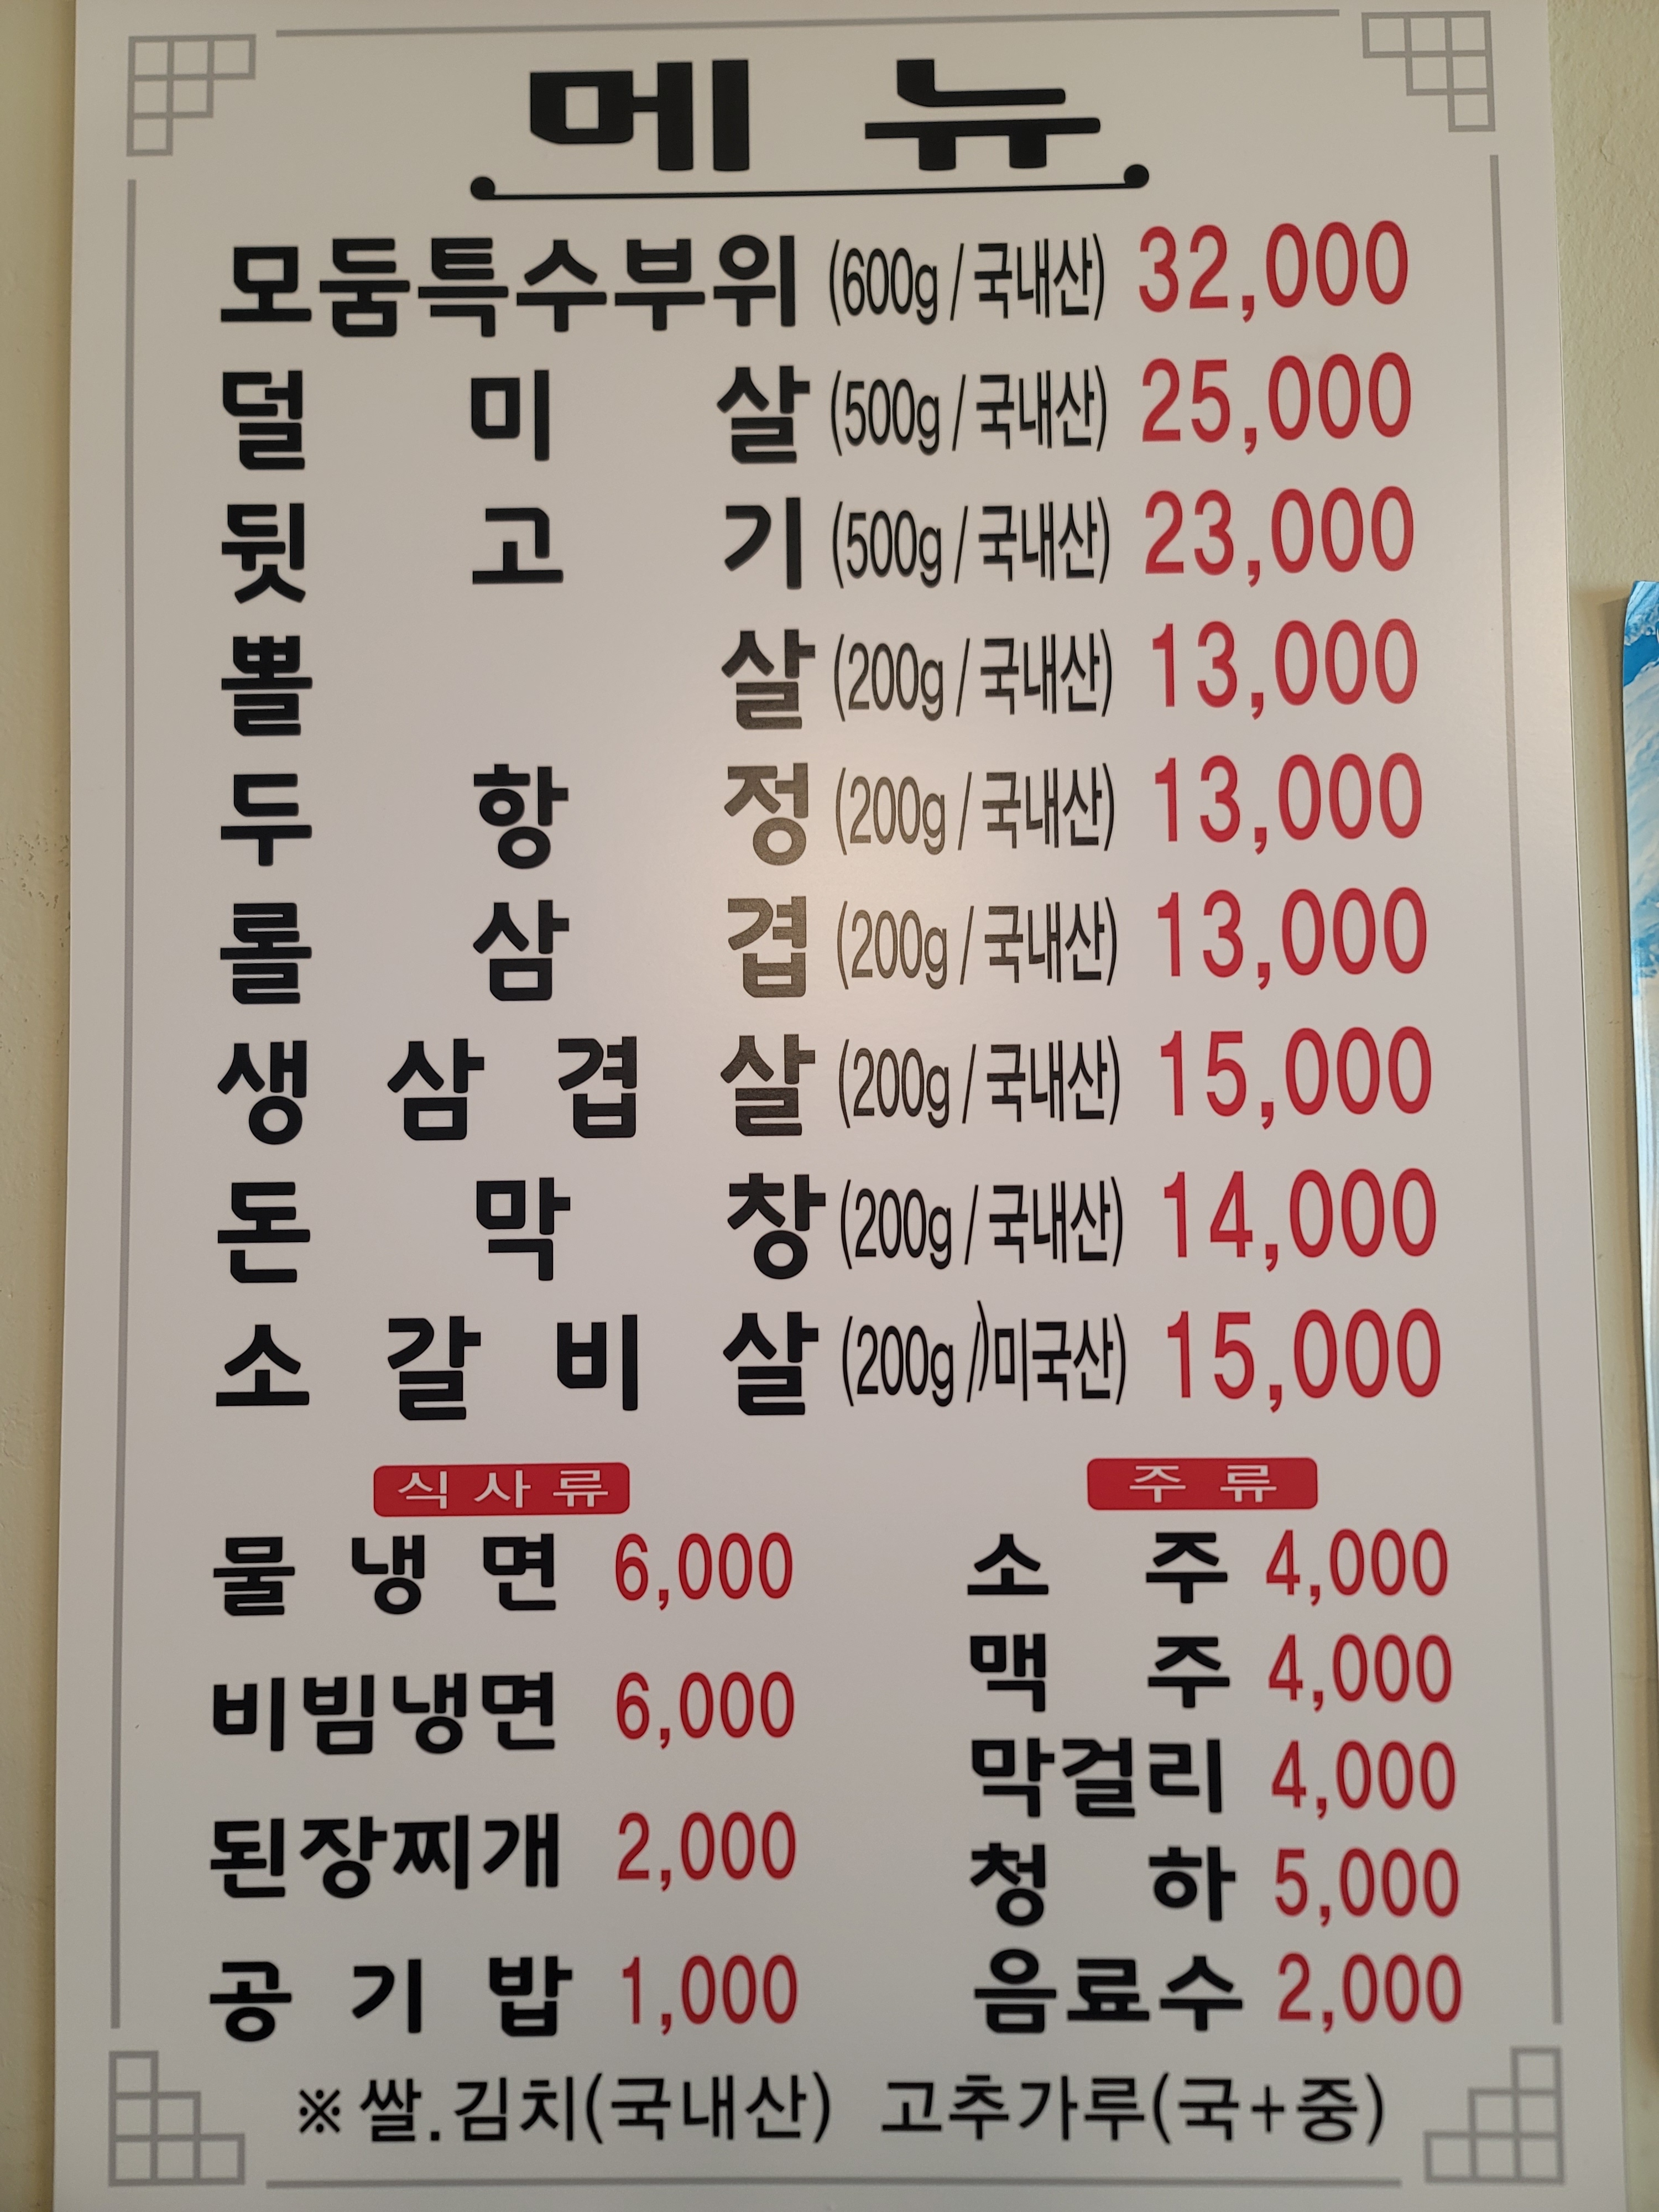 메뉴
모둠특수부위 (600g / 국내산) 32,000
덜미살 (500g / 국내산) 25,000
뒷고기 (500g / 국내산) 23,000
뽈살 (200g / 국내산) 13,000
두항정 (200g / 국내산) 13,000
롤삼겹 (200g / 국내산) 13,000
생삼겹살 (200g / 국내산) 15,000
돈막창 (200g / 국내산) 14,000
소갈비살 (200g /)미국산) 15,000
식사류
물냉면 6,000
비빔냉면 6,000
된장찌개 2,000
공기밥 1,000
주류
소주 4,000
맥주 4,000
막걸리 4,000
청하 5,000
음료수 2,000
※쌀.김치(국내산) 고추가루(국+중)